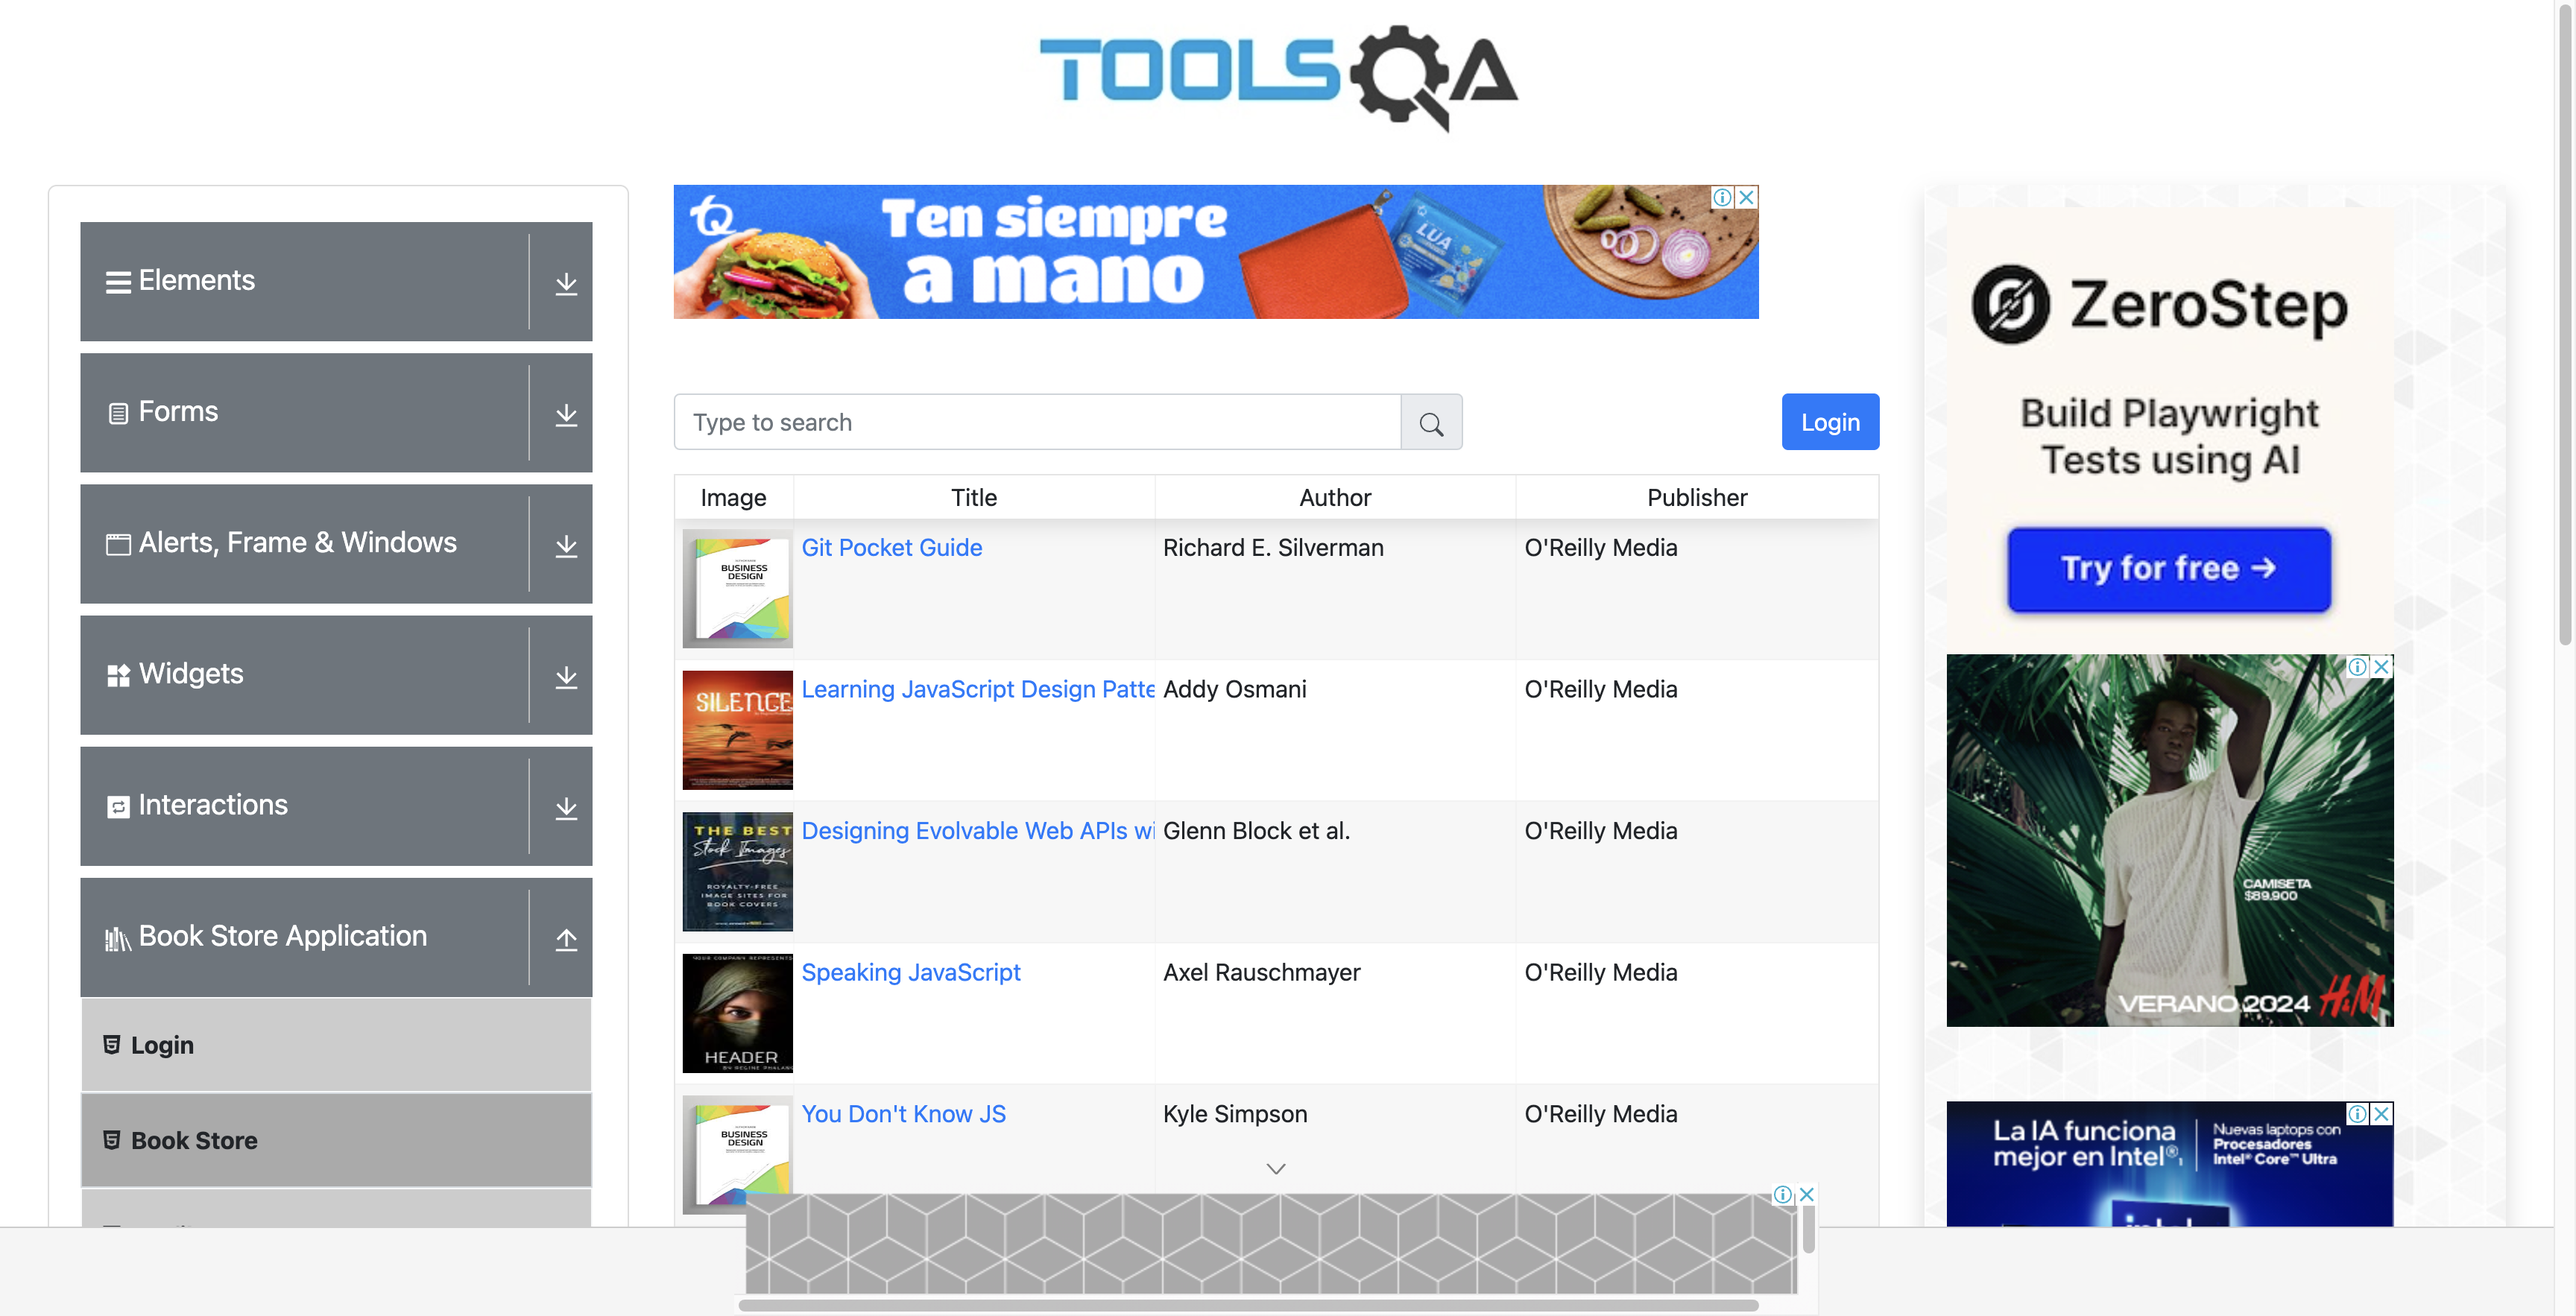 TOOLSQA
Elements
Forms
Alerts, Frame & Windows
Widgets
Interactions
Book Store Application
Login
Book Store
Ten siempre
a mano
LUA
Type to search
Login
Image Title Author Publisher
BUSINESS
DESIGN
Git Pocket Guide Richard E. Silverman O'Reilly Media
SILENCE
Learning JavaScript Design Patte Addy Osmani O'Reilly Media
THE BEST
Stock Images
ROYALTY-FREE
IMAGE SITES FOR
BOOK COVERS
Designing Evolvable Web APIs wi Glenn Block et al. O'Reilly Media
YOUR COMPANY REPRESENTS
HEADER
Speaking JavaScript Axel Rauschmayer O'Reilly Media
BUSINESS
DESIGN
You Don't Know JS Kyle Simpson O'Reilly Media
ZeroStep
Build Playwright
Tests using AI
Try for free →
CAMISETA
$89.900
VERANO 2024 H&M
La IA funciona
mejor en Intel®,
Nuevas laptops con
Procesadores
Intel® Core™ Ultra